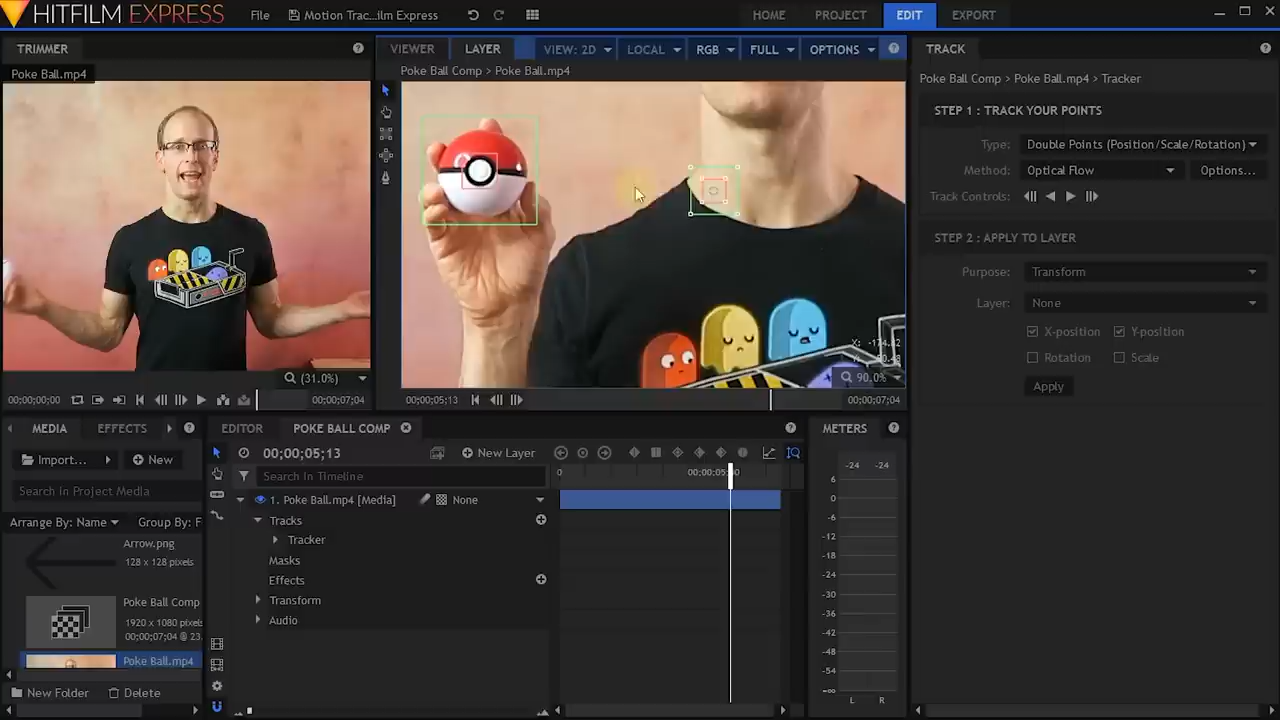 HITFILM EXPRESS
File
Motion Trac...ilm Express
HOME
PROJECT
EDIT
EXPORT
TRIMMER
Poke Ball.mp4
(31.0%)
00;00;00;00
00;00;07;04
VIEWER
LAYER
VIEW: 2D
LOCAL
RGB
FULL
OPTIONS
Poke Ball Comp > Poke Ball.mp4
90.0%
00;00;05;13
00;00;07;04
TRACK
Poke Ball Comp > Poke Ball.mp4 > Tracker
STEP 1 : TRACK YOUR POINTS
Type: Double Points (Position/Scale/Rotation)
Method: Optical Flow Options...
Track Controls:
STEP 2 : APPLY TO LAYER
Purpose: Transform
Layer: None
X-position Y-position
Rotation Scale
Apply
MEDIA
EFFECTS
Import...
New
Search in Project Media
Arrange By: Name Group By: F
Arrow.png
128 x 128 pixels
Poke Ball Comp
1920 x 1080 pixels
00;00;07;04 @ 23.
Poke Ball.mp4
New Folder
Delete
EDITOR
POKE BALL COMP
00;00;05;13
New Layer
Search In Timeline
0
1. Poke Ball.mp4 [Media]
None
Tracks
Tracker
Masks
Effects
Transform
Audio
METERS
-24 -24
6
0
-6
-12
-18
-24
-30
-36
-42
-48
-54
-∞
L R